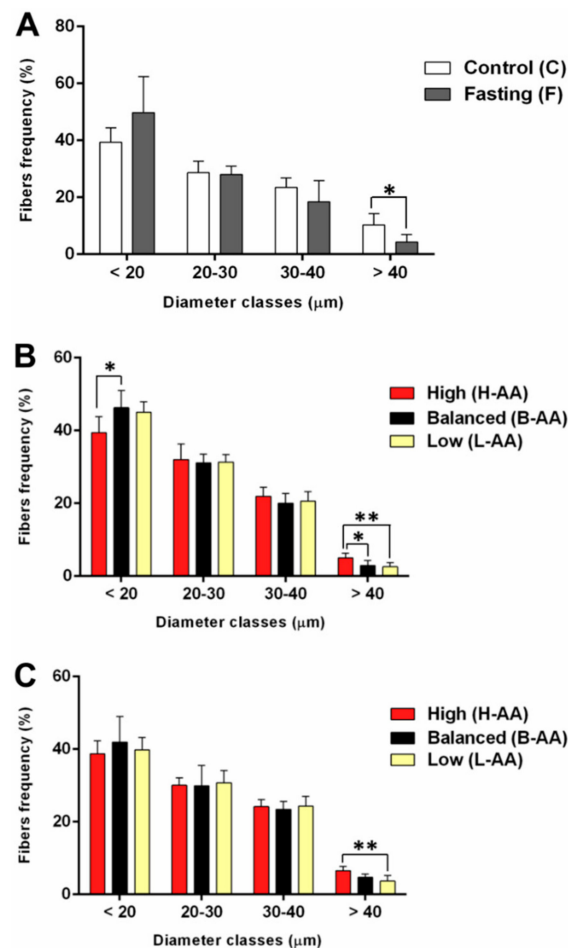 A
80
60
40
20
0
Fibers frequency (%)
Control (C)
Fasting (F)
*
< 20 20-30 30-40 > 40
Diameter classes (μm)
B
60
40
20
0
Fibers frequency (%)
*
High (H-AA)
Balanced (B-AA)
Low (L-AA)
**
*
< 20 20-30 30-40 > 40
Diameter classes (μm)
C
60
40
20
0
Fibers frequency (%)
High (H-AA)
Balanced (B-AA)
Low (L-AA)
**
< 20 20-30 30-40 > 40
Diameter classes (μm)